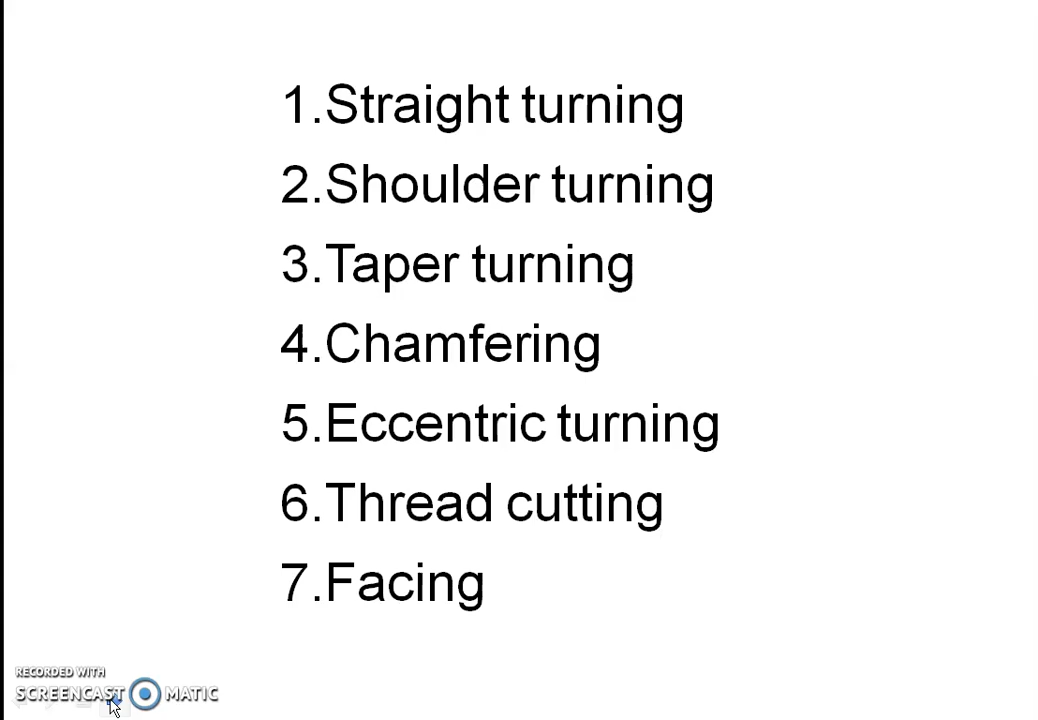 1.Straight turning
2.Shoulder turning
3.Taper turning
4.Chamfering
5.Eccentric turning
6.Thread cutting
7.Facing
RECORDED WITH
SCREENCAST MATIC